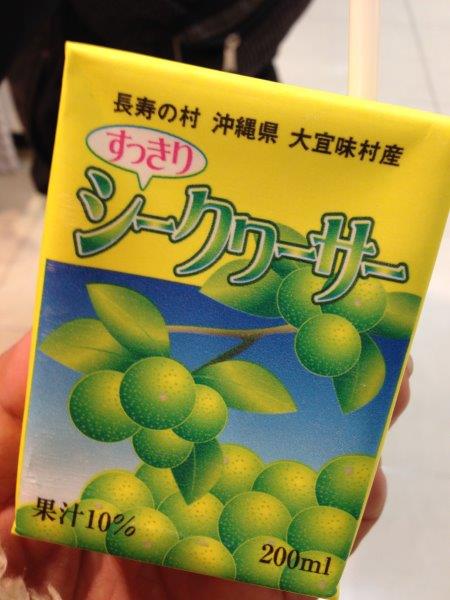 長寿の村 沖縄県 大宜味村産
すっきり
シークヮーサー
果汁10%
200ml